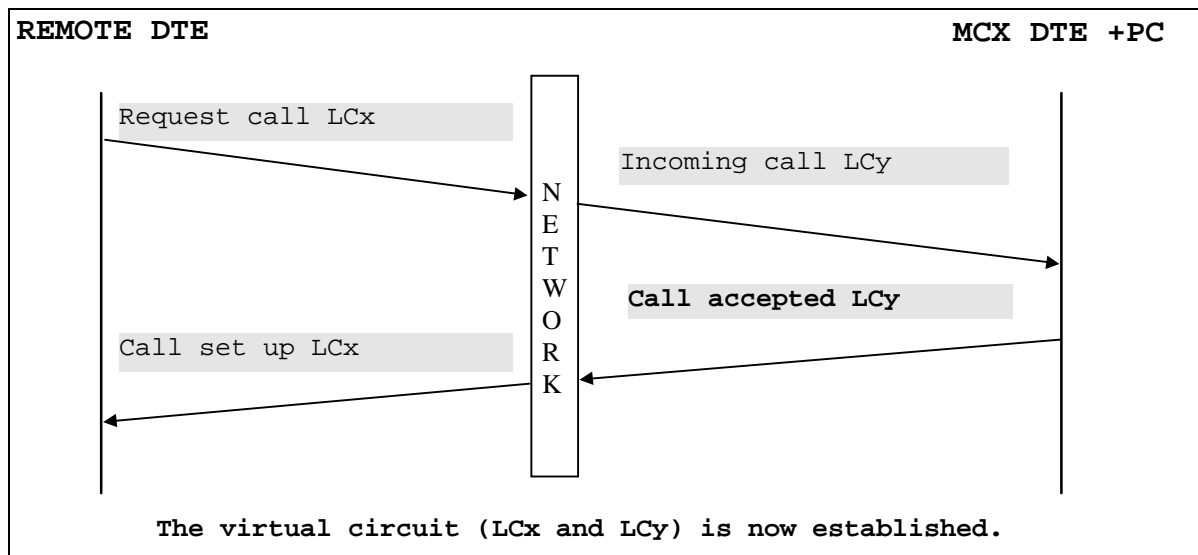 REMOTE DTE
MCX DTE +PC
Request call LCx
Incoming call LCy
N
E
T
W
O
R
K
Call accepted LCy
Call set up LCx
The virtual circuit (LCx and LCy) is now established.